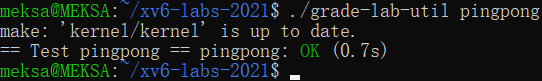 meksa@MEKSA:~/xv6-labs-2021$ ./grade-lab-util pingpong
make: 'kernel/kernel' is up to date.
== Test pingpong == pingpong: OK (0.7s)
meksa@MEKSA:~/xv6-labs-2021$